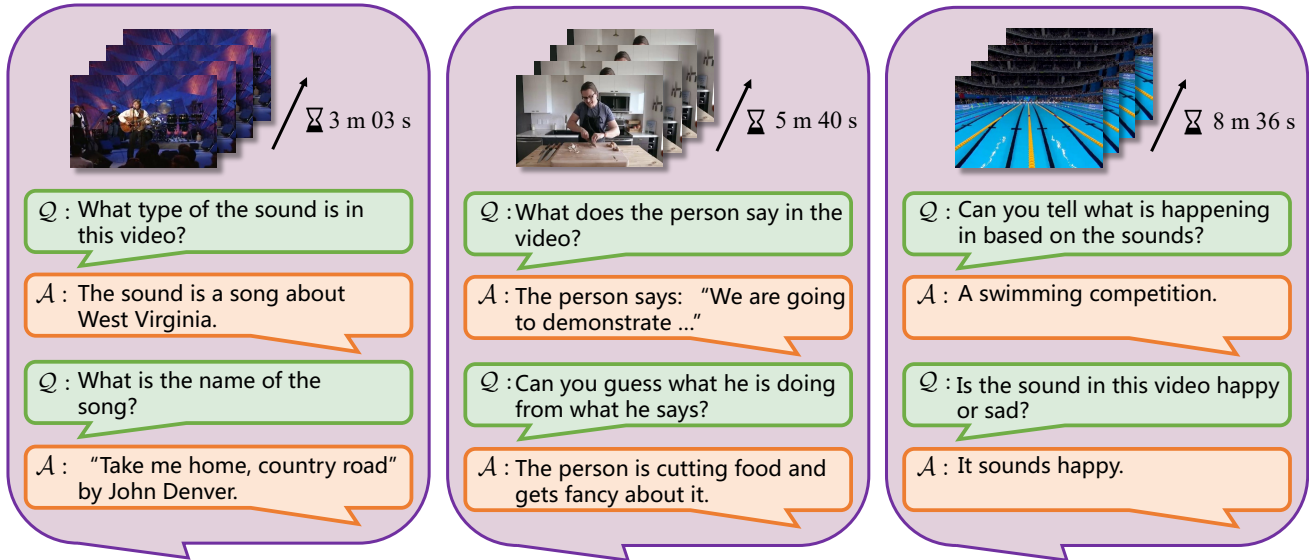 3 m 03 s
Q : What type of the sound is in
this video?
A : The sound is a song about
West Virginia.
Q : What is the name of the
song?
A : “Take me home, country road”
by John Denver.
5 m 40 s
Q : What does the person say in the
video?
A : The person says: “We are going
to demonstrate ...”
Q : Can you guess what he is doing
from what he says?
A : The person is cutting food and
gets fancy about it.
8 m 36 s
Q : Can you tell what is happening
in based on the sounds?
A : A swimming competition.
Q : Is the sound in this video happy
or sad?
A : It sounds happy.